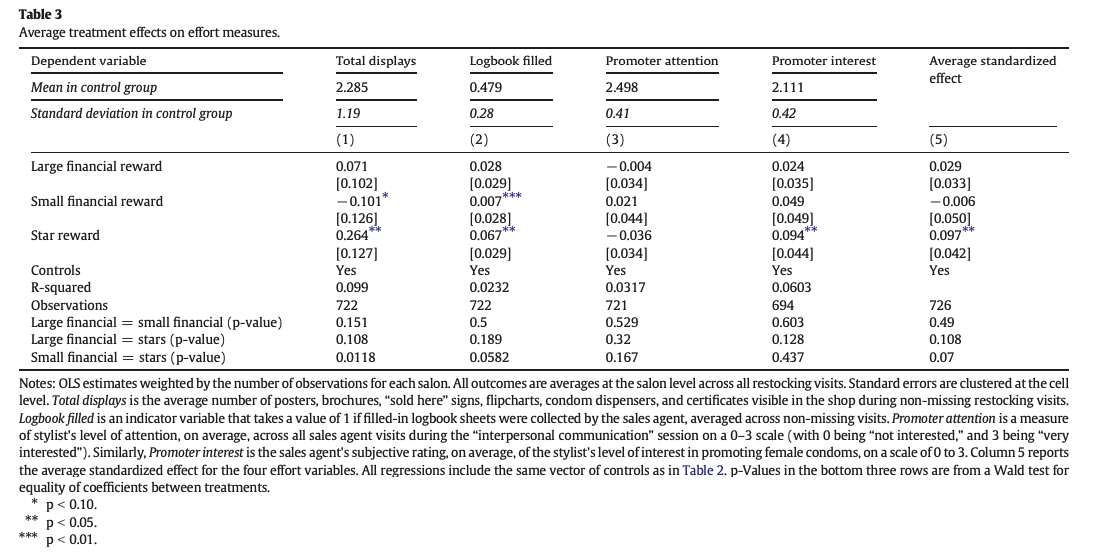 Table 3
Average treatment effects on effort measures.
Dependent variable Total displays Logbook filled Promoter attention Promoter interest Average standardized effect
Mean in control group 2.285 0.479 2.498 2.111
Standard deviation in control group 1.19 0.28 0.41 0.42
(1) (2) (3) (4) (5)
Large financial reward 0.071 0.028 −0.004 0.024 0.029
[0.102] [0.029] [0.034] [0.035] [0.033]
Small financial reward −0.101* 0.007*** 0.021 0.049 −0.006
[0.126] [0.028] [0.044] [0.049] [0.050]
Star reward 0.264** 0.067** −0.036 0.094** 0.097**
[0.127] [0.029] [0.034] [0.044] [0.042]
Controls Yes Yes Yes Yes Yes
R-squared 0.099 0.0232 0.0317 0.0603
Observations 722 722 721 694 726
Large financial = small financial (p-value) 0.151 0.5 0.529 0.603 0.49
Large financial = stars (p-value) 0.108 0.189 0.32 0.128 0.108
Small financial = stars (p-value) 0.0118 0.0582 0.167 0.437 0.07
Notes: OLS estimates weighted by the number of observations for each salon. All outcomes are averages at the salon level across all restocking visits. Standard errors are clustered at the cell
level. Total displays is the average number of posters, brochures, “sold here” signs, flipcharts, condom dispensers, and certificates visible in the shop during non-missing restocking visits.
Logbook filled is an indicator variable that takes a value of 1 if filled-in logbook sheets were collected by the sales agent, averaged across non-missing visits. Promoter attention is a measure
of stylist's level of attention, on average, across all sales agent visits during the “interpersonal communication” session on a 0–3 scale (with 0 being “not interested,” and 3 being “very
interested”). Similarly, Promoter interest is the sales agent's subjective rating, on average, of the stylist's level of interest in promoting female condoms, on a scale of 0 to 3. Column 5 reports
the average standardized effect for the four effort variables. All regressions include the same vector of controls as in Table 2. p-Values in the bottom three rows are from a Wald test for
equality of coefficients between treatments.
* p < 0.10.
** p < 0.05.
*** p < 0.01.